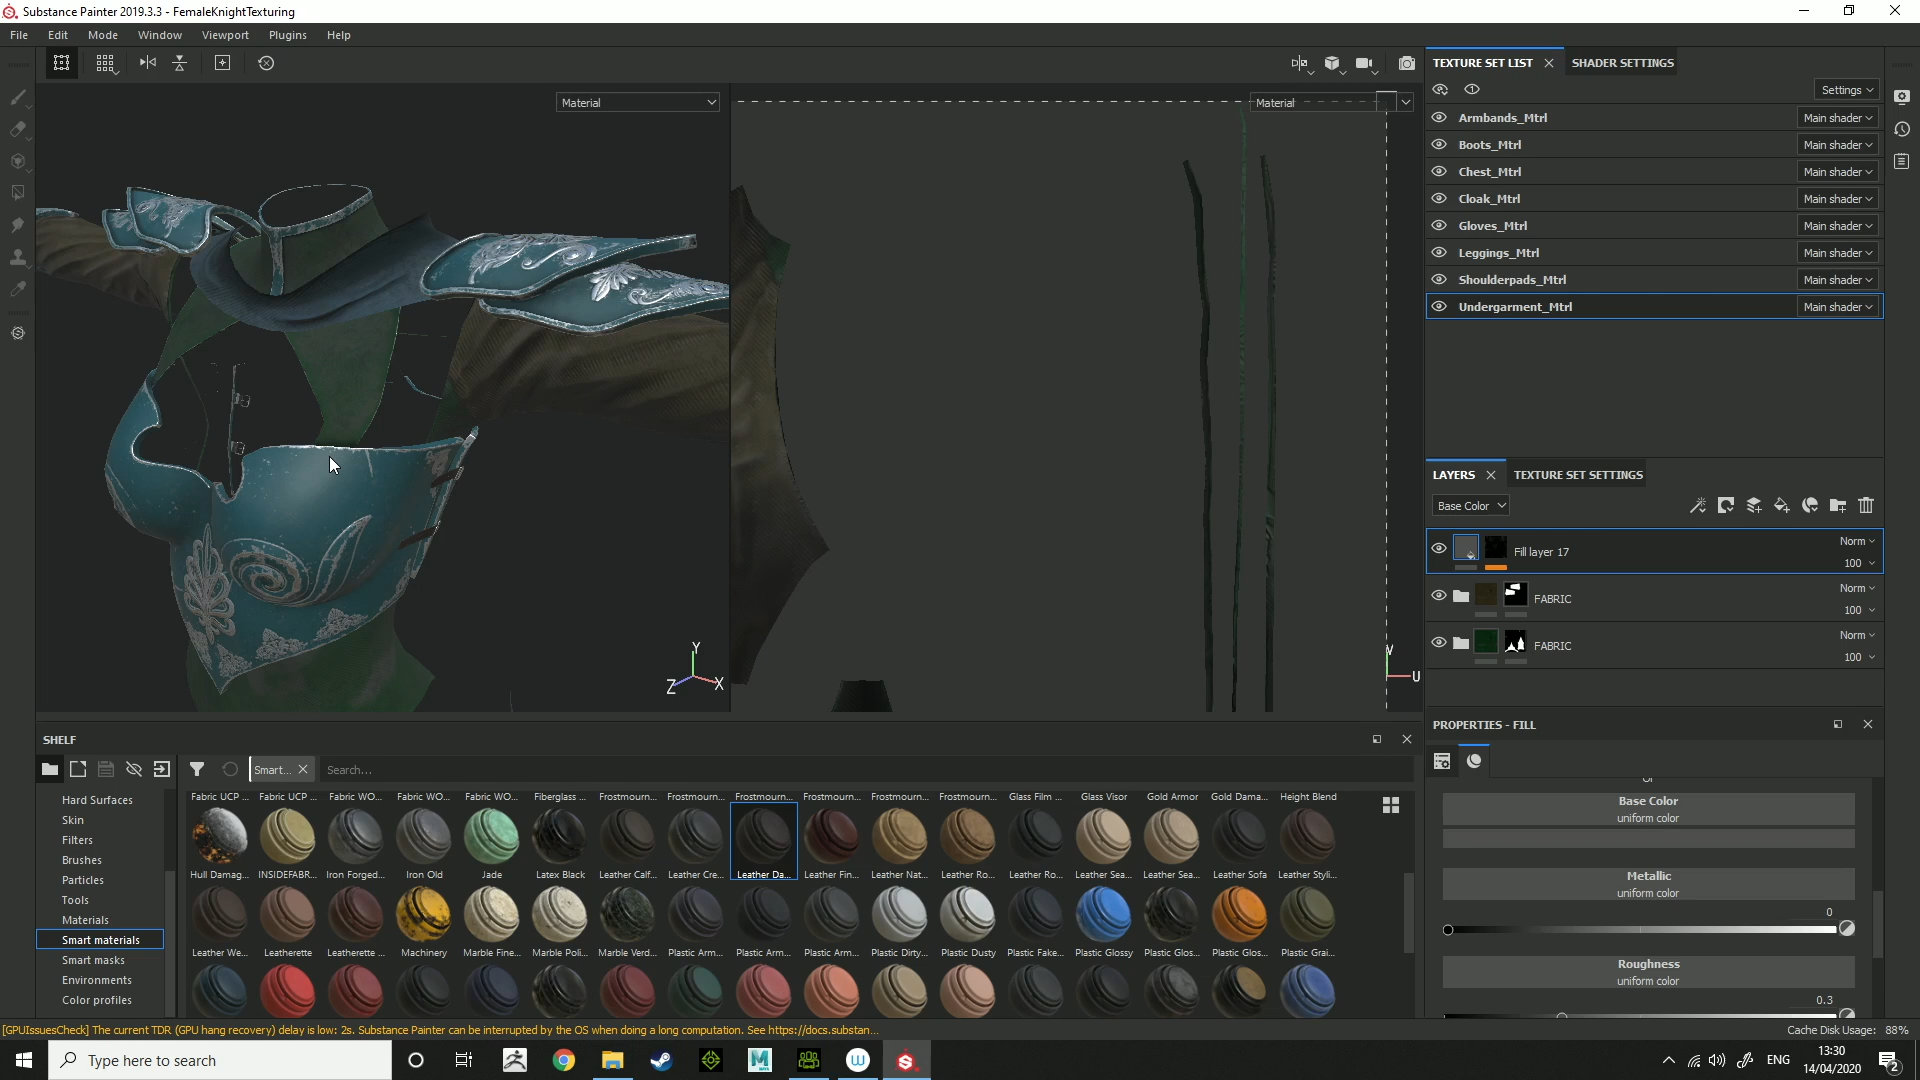 Substance Painter 2019.3.3 - FemaleKnightTexturing
File Edit Mode Window Viewport Plugins Help
Material
Material
TEXTURE SET LIST SHADER SETTINGS
Settings
Armbands_Mtrl Main shader
Boots_Mtrl Main shader
Chest_Mtrl Main shader
Cloak_Mtrl Main shader
Gloves_Mtrl Main shader
Leggings_Mtrl Main shader
Shoulderpads_Mtrl Main shader
Undergarment_Mtrl Main shader
LAYERS TEXTURE SET SETTINGS
Base Color
Fill layer 17 Norm
100
FABRIC Norm
100
FABRIC Norm
100
Y
Z X
V
U
PROPERTIES - FILL
Base Color
uniform color
Metallic
uniform color
0
Roughness
uniform color
0.3
SHELF
Smart... Search...
Hard Surfaces
Skin
Filters
Brushes
Particles
Tools
Materials
Smart materials
Smart masks
Environments
Color profiles
Fabric UCP ... Fabric UCP ... Fabric WO... Fabric WO... Fabric WO... Fiberglass ... Frostmourn... Frostmourn... Frostmourn... Frostmourn... Frostmourn... Frostmourn... Glass Film ... Glass Visor Gold Armor Gold Dama... Height Blend
Hull Damag... INSIDEFABR... Iron Forged... Iron Old Jade Latex Black Leather Calf... Leather Cre... Leather Da... Leather Fin... Leather Nat... Leather Ro... Leather Ro... Leather Sea... Leather Sea... Leather Sofa Leather Styli...
Leather We... Leatherette Leatherette ... Machinery Marble Fine... Marble Poli... Marble Verd... Plastic Arm... Plastic Arm... Plastic Arm... Plastic Dirty... Plastic Dusty Plastic Fake... Plastic Glossy Plastic Glos... Plastic Glos... Plastic Grai...
[GPUIssuesCheck] The current TDR (GPU hang recovery) delay is low: 2s. Substance Painter can be interrupted by the OS when doing a long computation. See https://docs.substan...
Cache Disk Usage: 88%
Type here to search
ENG
13:30
14/04/2020
2